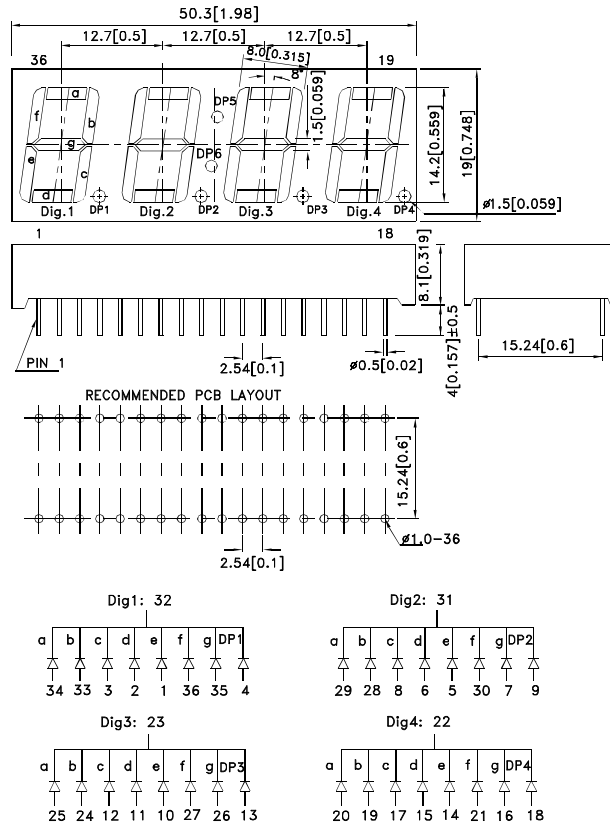 50.3[1.98]
12.7[0.5] 12.7[0.5] 12.7[0.5]
8.0[0.315]
36 8° 19
a DP5
f b
1.5[0.059]
g
14.2[0.559]
19[0.748]
e c DP6
d DP1 DP2 DP3 DP4
Dig.1 Dig.2 Dig.3 Dig.4
ø1.5[0.059]
1 18
8.1[0.319]
PIN 1
2.54[0.1]
ø0.5[0.02]
4[0.157]±0.5
15.24[0.6]
RECOMMENDED PCB LAYOUT
15.24[0.6]
ø1.0-36
2.54[0.1]
Dig1: 32
a b c d e f g DP1
34 33 3 2 1 36 35 4
Dig2: 31
a b c d e f g DP2
29 28 8 6 5 30 7 9
Dig3: 23
a b c d e f g DP3
25 24 12 11 10 27 26 13
Dig4: 22
a b c d e f g DP4
20 19 17 15 14 21 16 18